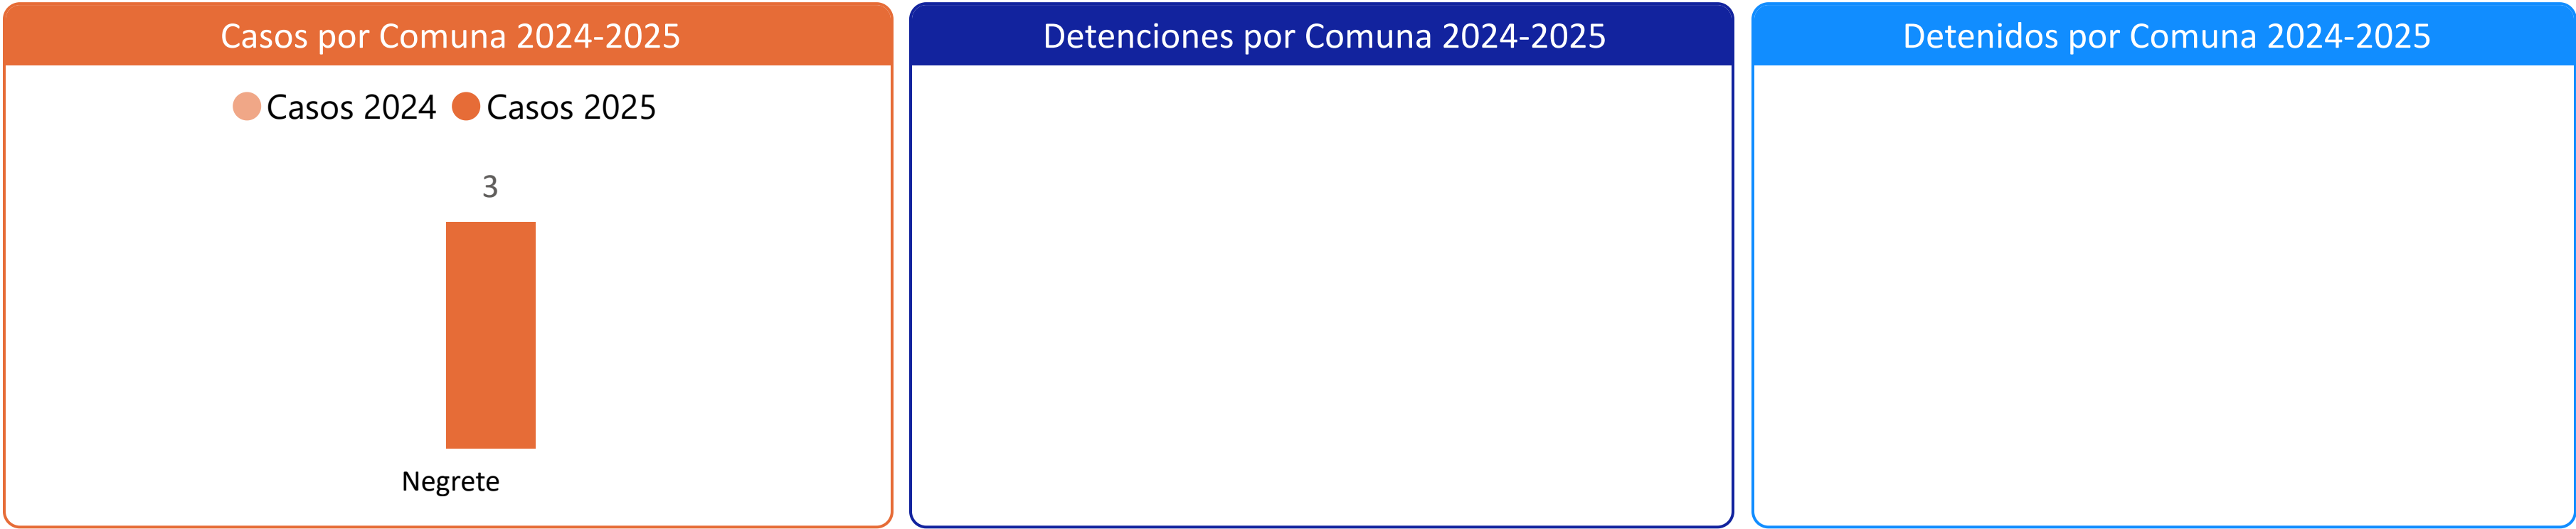 Casos por Comuna 2024-2025
Casos 2024 Casos 2025
3
Negrete
Detenciones por Comuna 2024-2025
Detenidos por Comuna 2024-2025